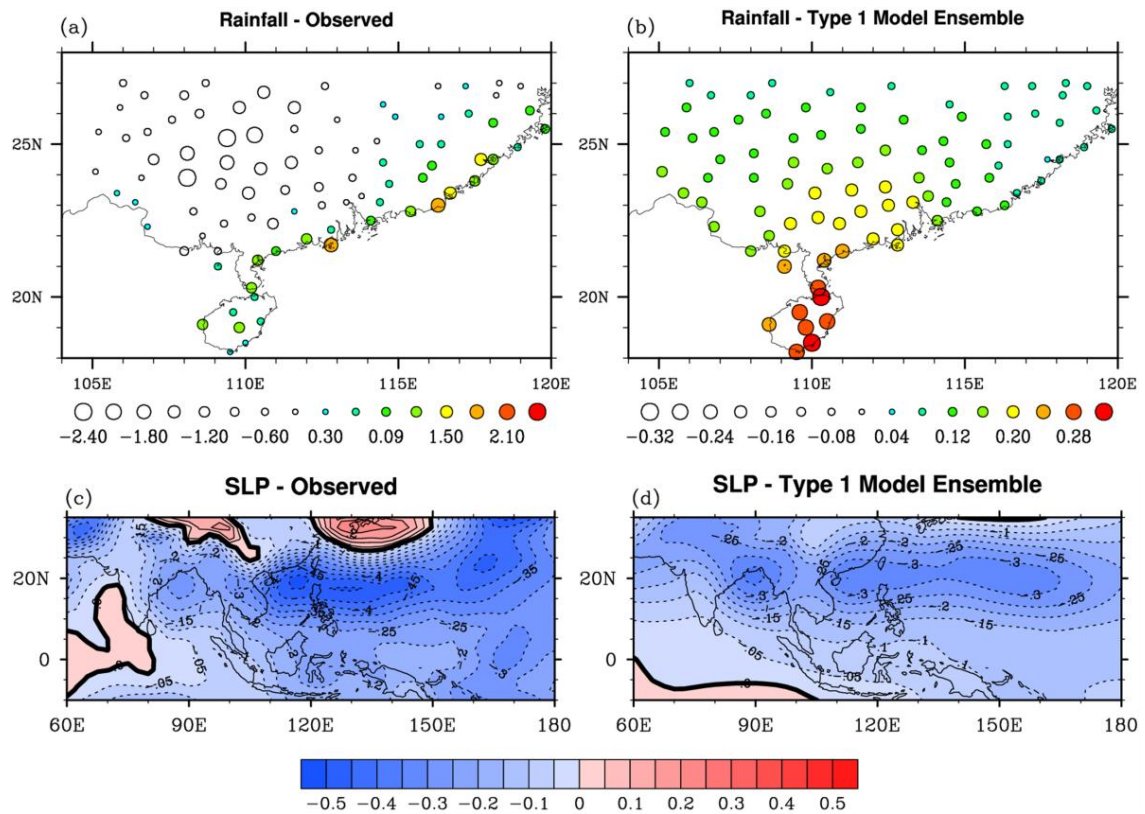 (a) Rainfall - Observed
25N
20N
105E 110E 115E 120E
−2.40 −1.80 −1.20 −0.60 0.30 0.09 1.50 2.10
(b) Rainfall - Type 1 Model Ensemble
25N
20N
105E 110E 115E 120E
−0.32 −0.24 −0.16 −0.08 0.04 0.12 0.20 0.28
(c) SLP - Observed
20N
0
60E 90E 120E 150E 180
(d) SLP - Type 1 Model Ensemble
20N
0
60E 90E 120E 150E 180
−0.5 −0.4 −0.3 −0.2 −0.1 0 0.1 0.2 0.3 0.4 0.5